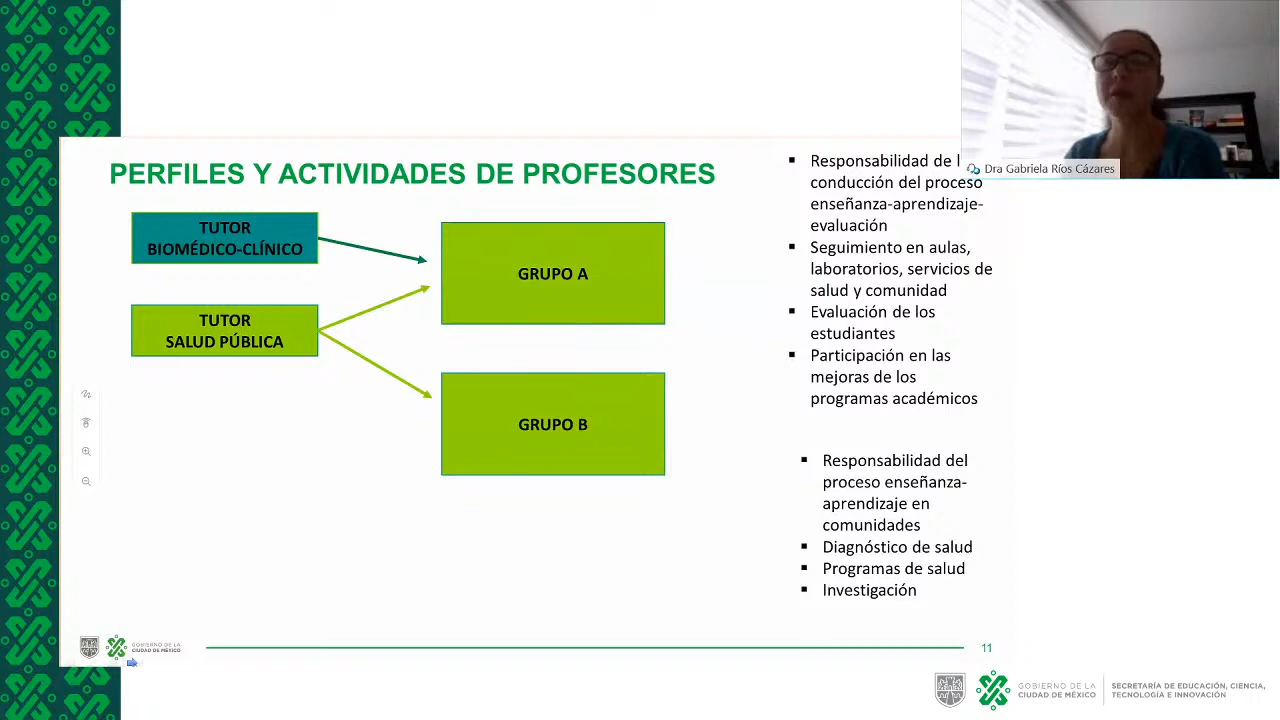 PERFILES Y ACTIVIDADES DE PROFESORES
TUTOR
BIOMÉDICO-CLÍNICO
TUTOR
SALUD PÚBLICA
GRUPO A
GRUPO B
▪ Responsabilidad de l
conducción del proceso
enseñanza-aprendizaje-
evaluación
▪ Seguimiento en aulas,
laboratorios, servicios de
salud y comunidad
▪ Evaluación de los
estudiantes
▪ Participación en las
mejoras de los
programas académicos
▪ Responsabilidad del
proceso enseñanza-
aprendizaje en
comunidades
▪ Diagnóstico de salud
▪ Programas de salud
▪ Investigación
Dra Gabriela Ríos Cázares
GOBIERNO DE LA
CIUDAD DE MÉXICO
11
GOBIERNO DE LA
CIUDAD DE MÉXICO
SECRETARÍA DE EDUCACIÓN, CIENCIA,
TECNOLOGÍA E INNOVACIÓN